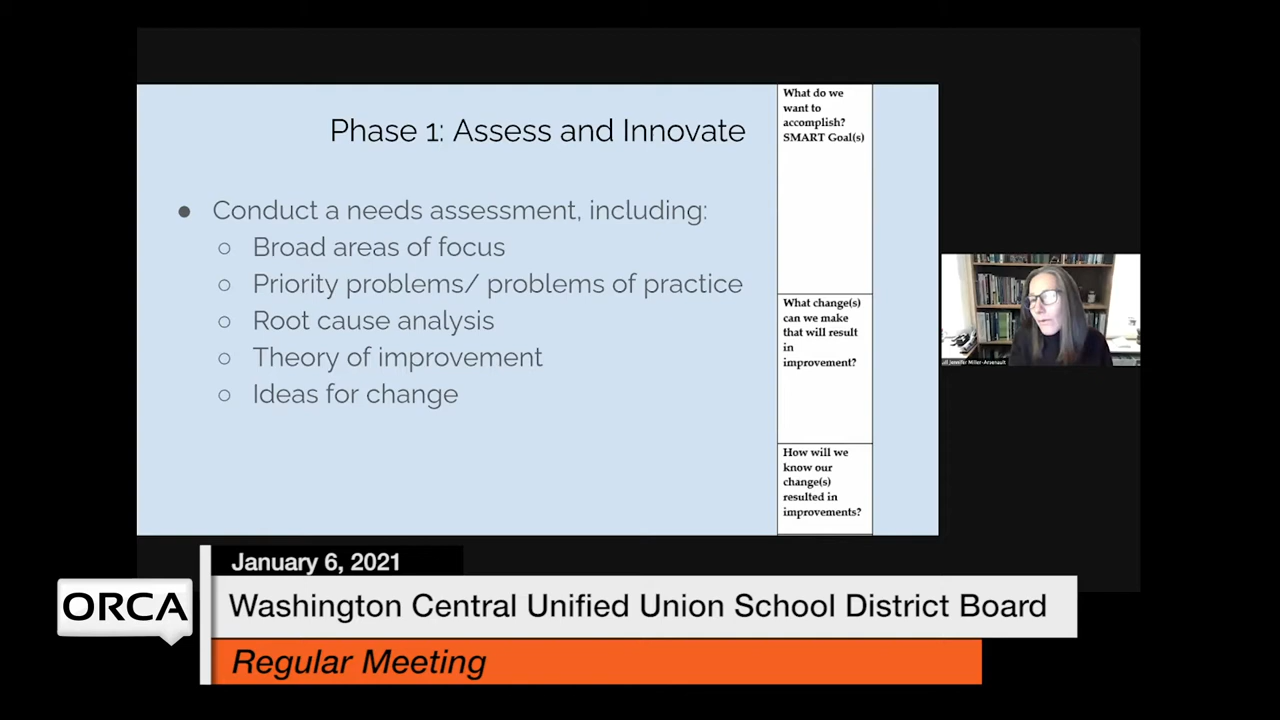 Phase 1: Assess and Innovate
● Conduct a needs assessment, including:
○ Broad areas of focus
○ Priority problems/ problems of practice
○ Root cause analysis
○ Theory of improvement
○ Ideas for change
What do we
want to
accomplish?
SMART Goal(s)
What change(s)
can we make
that will result
in
improvement?
How will we
know our
change(s)
resulted in
improvements?
Jennifer Miller-Arsenault
January 6, 2021
ORCA
Washington Central Unified Union School District Board
Regular Meeting